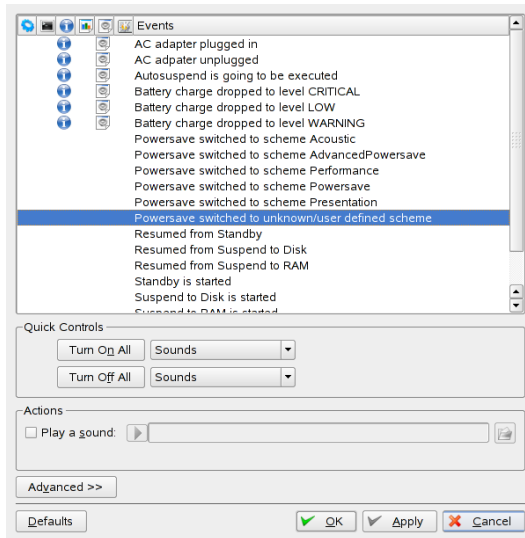 Events
AC adapter plugged in
AC adpater unplugged
Autosuspend is going to be executed
Battery charge dropped to level CRITICAL
Battery charge dropped to level LOW
Battery charge dropped to level WARNING
Powersave switched to scheme Acoustic
Powersave switched to scheme AdvancedPowersave
Powersave switched to scheme Performance
Powersave switched to scheme Powersave
Powersave switched to scheme Presentation
Powersave switched to unknown/user defined scheme
Resumed from Standby
Resumed from Suspend to Disk
Resumed from Suspend to RAM
Standby is started
Suspend to Disk is started
Suspend to RAM is started
Quick Controls
Turn On All Sounds
Turn Off All Sounds
Actions
Play a sound:
Advanced >>
Defaults OK Apply Cancel